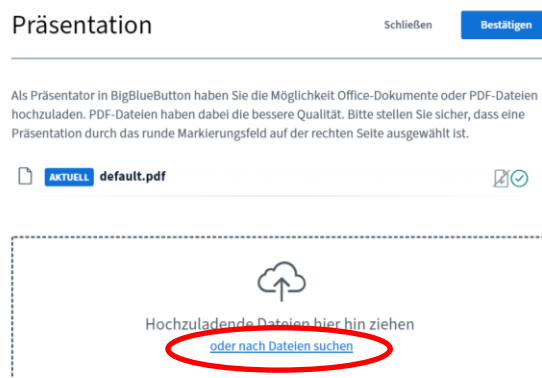 Präsentation
Schließen
Bestätigen
Als Präsentator in BigBlueButton haben Sie die Möglichkeit Office-Dokumente oder PDF-Dateien
hochzuladen. PDF-Dateien haben dabei die bessere Qualität. Bitte stellen Sie sicher, dass eine
Präsentation durch das runde Markierungsfeld auf der rechten Seite ausgewählt ist.
AKTUELL default.pdf
Hochzuladende Dateien hier hin ziehen
oder nach Dateien suchen